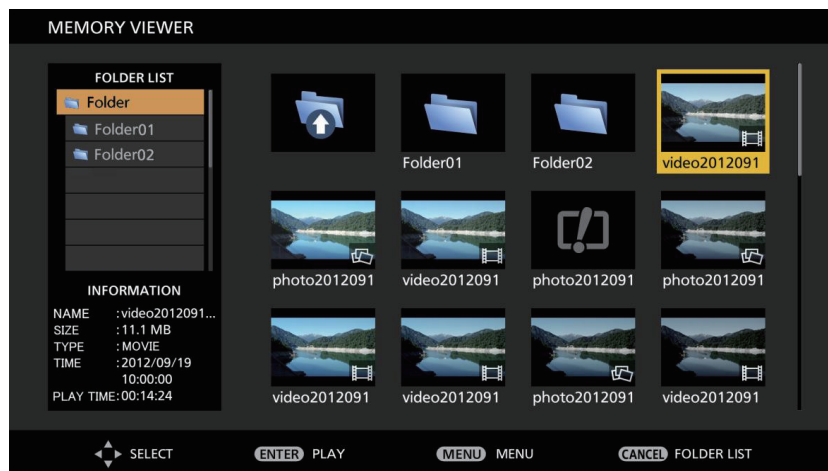 MEMORY VIEWER
FOLDER LIST
Folder
Folder01
Folder02
INFORMATION
NAME :video2012091...
SIZE :11.1 MB
TYPE :MOVIE
TIME :2012/09/19
10:00:00
PLAY TIME:00:14:24
Folder01 Folder02 video2012091
photo2012091 video2012091 photo2012091 photo2012091
video2012091 video2012091 photo2012091 video2012091
SELECT ENTER PLAY MENU MENU CANCEL FOLDER LIST